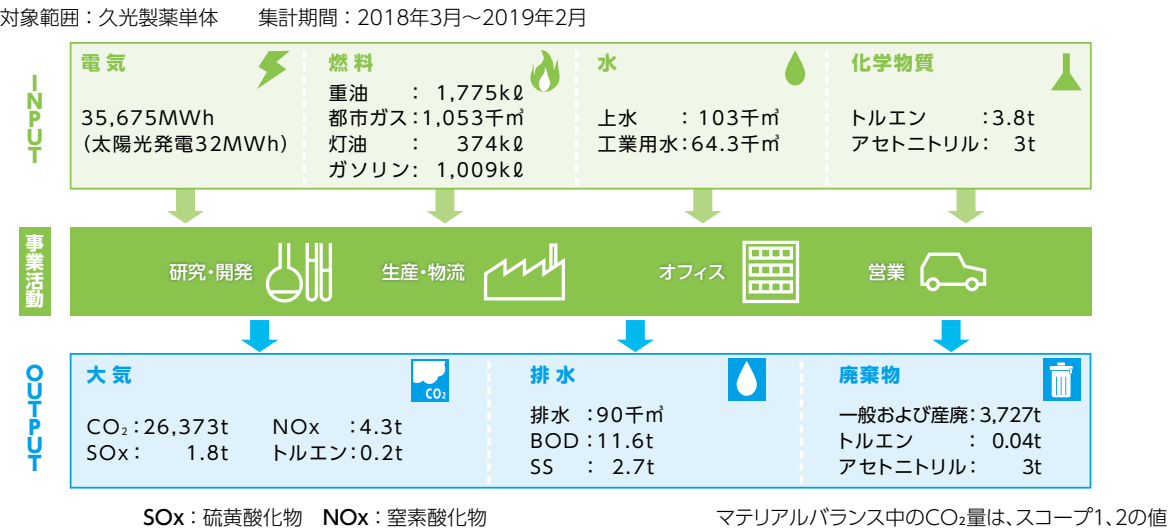 対象範囲：久光製薬単体　集計期間：2018年3月～2019年2月
INPUT
電気
35,675MWh
(太陽光発電32MWh)
燃料
重油　：1,775kℓ
都市ガス：1,053千㎥
灯油　：374kℓ
ガソリン：1,009kℓ
水
上水　：103千㎥
工業用水：64.3千㎥
化学物質
トルエン　：3.8t
アセトニトリル：3t
事業活動
研究・開発
生産・物流
オフィス
営業
OUTPUT
大気
CO₂
CO₂：26,373t　NOx：4.3t
SOx：1.8t　トルエン：0.2t
排水
排水：90千㎥
BOD：11.6t
SS：2.7t
廃棄物
一般および産廃：3,727t
トルエン　：0.04t
アセトニトリル：3t
SOx：硫黄酸化物　NOx：窒素酸化物
マテリアルバランス中のCO₂量は、スコープ1、2の値